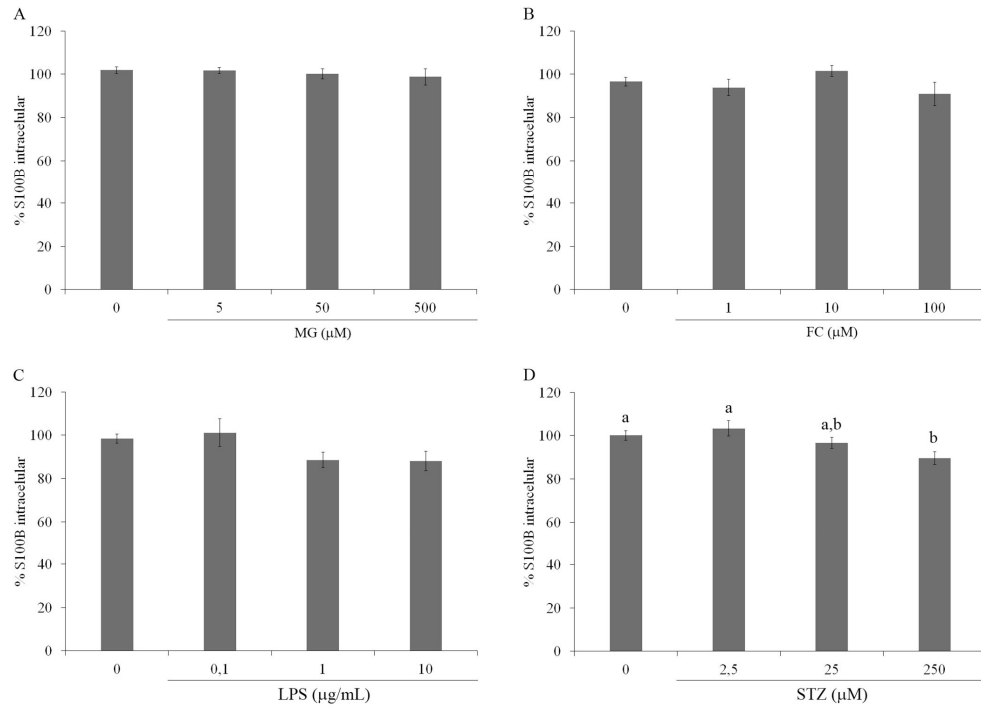 A
% S100B intracelular
120
100
80
60
40
20
0
0 5 50 500
MG (µM)
B
% S100B intracelular
120
100
80
60
40
20
0
0 1 10 100
FC (µM)
C
% S100B intracelular
120
100
80
60
40
20
0
0 0,1 1 10
LPS (µg/mL)
D
% S100B intracelular
120
100
80
60
40
20
0
a a a,b b
0 2,5 25 250
STZ (µM)